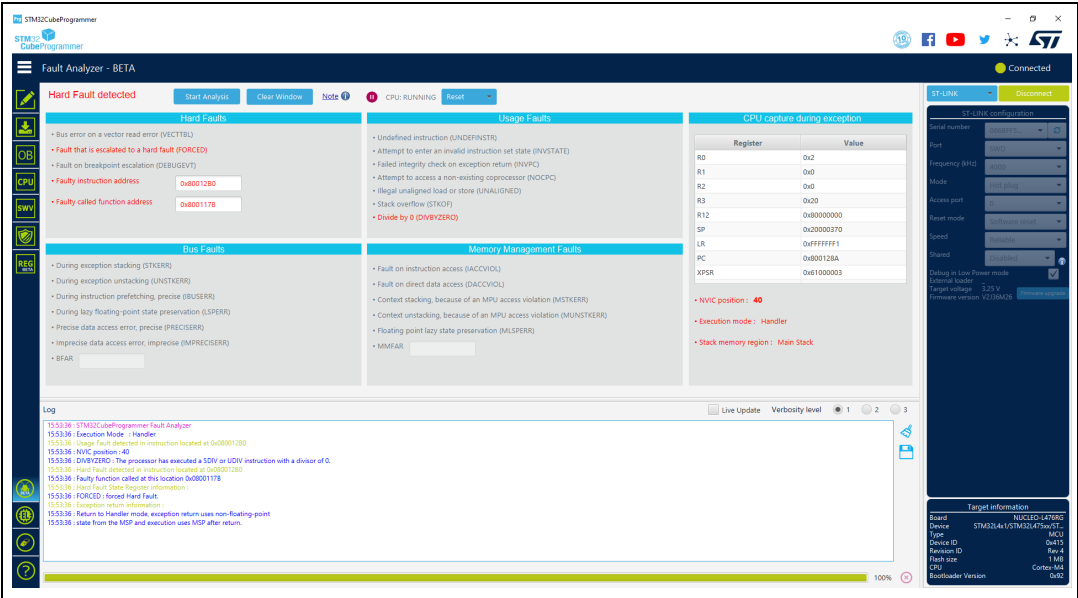 STM32CubeProgrammer
STM32
CubeProgrammer
Fault Analyzer - BETA
Connected
Hard Fault detected
Start Analysis
Clear Window
Note
CPU: RUNNING
Reset
Hard Faults
• Bus error on a vector read error (VECTTBL)
• Fault that is escalated to a hard fault (FORCED)
• Fault on breakpoint escalation (DEBUGEVT)
• Faulty instruction address 0x80012B0
• Faulty called function address 0x8001178
Usage Faults
• Undefined instruction (UNDEFINSTR)
• Attempt to enter an invalid instruction set state (INVSTATE)
• Failed integrity check on exception return (INVPC)
• Attempt to access a non-existing coprocessor (NOCPC)
• Illegal unaligned load or store (UNALIGNED)
• Stack overflow (STKOF)
• Divide by 0 (DIVBYZERO)
CPU capture during exception
Register Value
R0 0x2
R1 0x0
R2 0x0
R3 0x20
R12 0x80000000
SP 0x20000370
LR 0xFFFFFFF1
PC 0x800128A
XPSR 0x61000003
• NVIC position : 40
• Execution mode : Handler
• Stack memory region : Main Stack
Bus Faults
• During exception stacking (STKERR)
• During exception unstacking (UNSTKERR)
• During instruction prefetching, precise (IBUSERR)
• During lazy floating-point state preservation (LSPERR)
• Precise data access error, precise (PRECISERR)
• Imprecise data access error, imprecise (IMPRECISERR)
• BFAR
Memory Management Faults
• Fault on instruction access (IACCVIOL)
• Fault on direct data access (DACCVIOL)
• Context stacking, because of an MPU access violation (MSTKERR)
• Context unstacking, because of an MPU access violation (MUNSTKERR)
• Floating point lazy state preservation (MLSPERR)
• MMFAR
Log
Live Update
Verbosity level 1 2 3
15:53:36 : STM32CubeProgrammer Fault Analyzer
15:53:36 : Execution Mode : Handler
15:53:36 : Usage Fault detected in instruction located at 0x08001280
15:53:36 : NVIC position : 40
15:53:36 : DIVBYZERO : The processor has executed a SDIV or UDIV instruction with a divisor of 0.
15:53:36 : Hard Fault detected in instruction located at 0x08001280
15:53:36 : Faulty function called at this location 0x08001178
15:53:36 : Hard Fault State Register information :
15:53:36 : FORCED : forced Hard Fault.
15:53:36 : Exception return information :
15:53:36 : Return to Handler mode, exception return uses non-floating-point
15:53:36 : state from the MSP and execution uses MSP after return.
100%
OB
CPU
SWV
REG
BETA
ST-LINK
Disconnect
ST-LINK configuration
Serial number
Port SWD
Frequency (kHz) 4000
Mode Hot plug
Access port 0
Reset mode Software reset
Speed Reliable
Shared Disabled
Debug in Low Power mode
External loader -
Target voltage 3.25 V
Firmware version V2J36M26
Firmware upgrade
Target information
Board NUCLEO-L476RG
Device STM32L4x1/STM32L475xx/ST...
Type MCU
Device ID 0x415
Revision ID Rev 4
Flash size 1 MB
CPU Cortex-M4
Bootloader Version 0x92